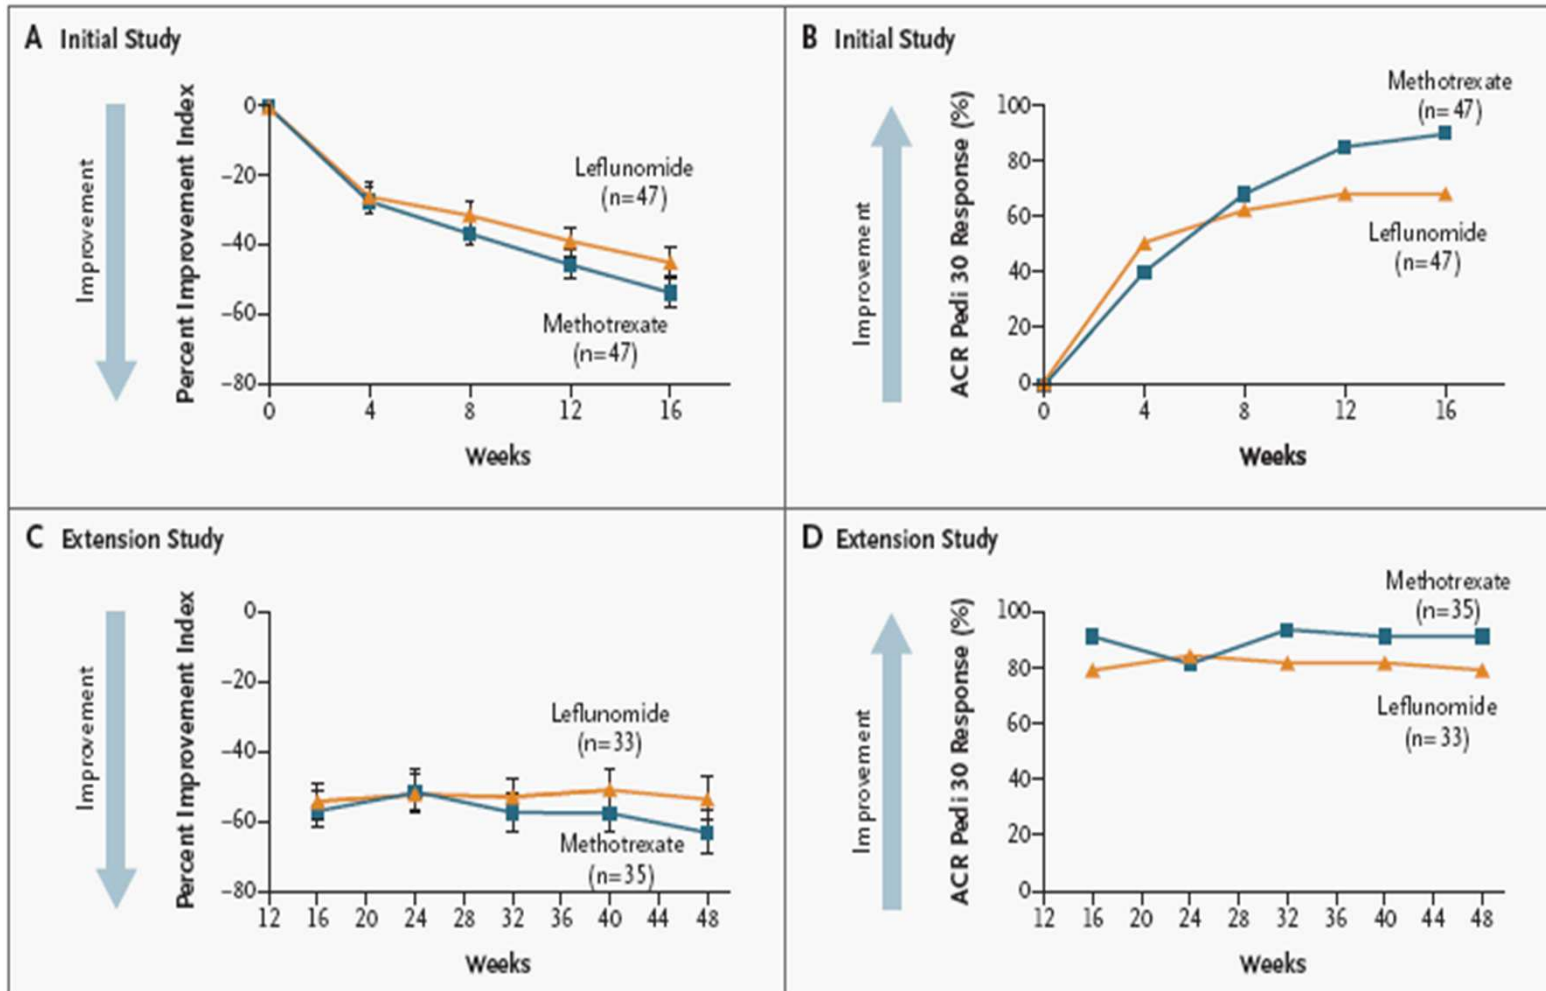 A Initial Study
Improvement
Percent Improvement Index
0
–20
–40
–60
–80
Leflunomide
(n=47)
Methotrexate
(n=47)
0 4 8 12 16
Weeks
B Initial Study
Improvement
ACR Pedi 30 Response (%)
100
80
60
40
20
0
Methotrexate
(n=47)
Leflunomide
(n=47)
0 4 8 12 16
Weeks
C Extension Study
Improvement
Percent Improvement Index
0
–20
–40
–60
–80
Leflunomide
(n=33)
Methotrexate
(n=35)
12 16 20 24 28 32 36 40 44 48
Weeks
D Extension Study
Improvement
ACR Pedi 30 Response (%)
100
80
60
40
20
0
Methotrexate
(n=35)
Leflunomide
(n=33)
12 16 20 24 28 32 36 40 44 48
Weeks